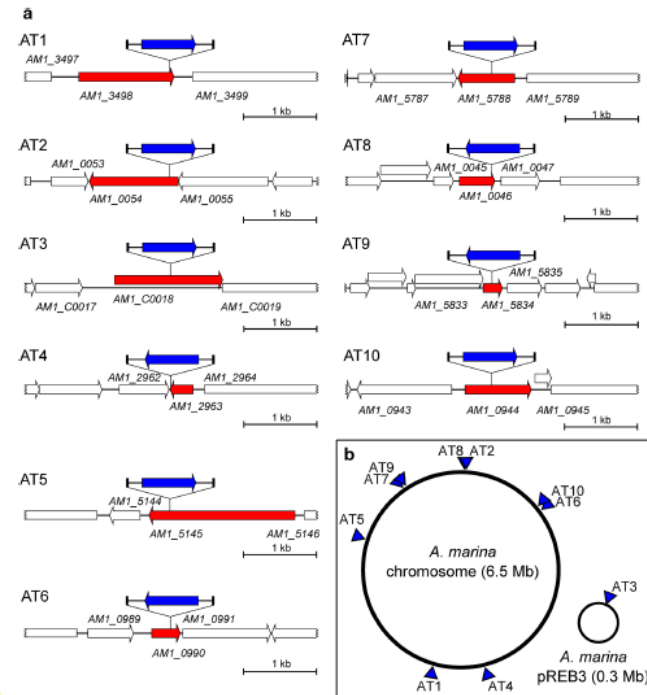 a
AT1
AM1_3497
AM1_3498
AM1_3499
1 kb
AT2
AM1_0053
AM1_0054
AM1_0055
1 kb
AT3
AM1_C0017
AM1_C0018
AM1_C0019
1 kb
AT4
AM1_2962
AM1_2964
AM1_2963
1 kb
AT5
AM1_5144
AM1_5145
AM1_5146
1 kb
AT6
AM1_0989
AM1_0991
AM1_0990
1 kb
AT7
AM1_5787
AM1_5788
AM1_5789
1 kb
AT8
AM1_0045
AM1_0047
AM1_0046
1 kb
AT9
AM1_5835
AM1_5833
AM1_5834
1 kb
AT10
AM1_0943
AM1_0944
AM1_0945
1 kb
b
AT8 AT2
AT9
AT7
AT10
AT6
AT5
A. marina
chromosome (6.5 Mb)
AT3
AT1
AT4
A. marina
pREB3 (0.3 Mb)